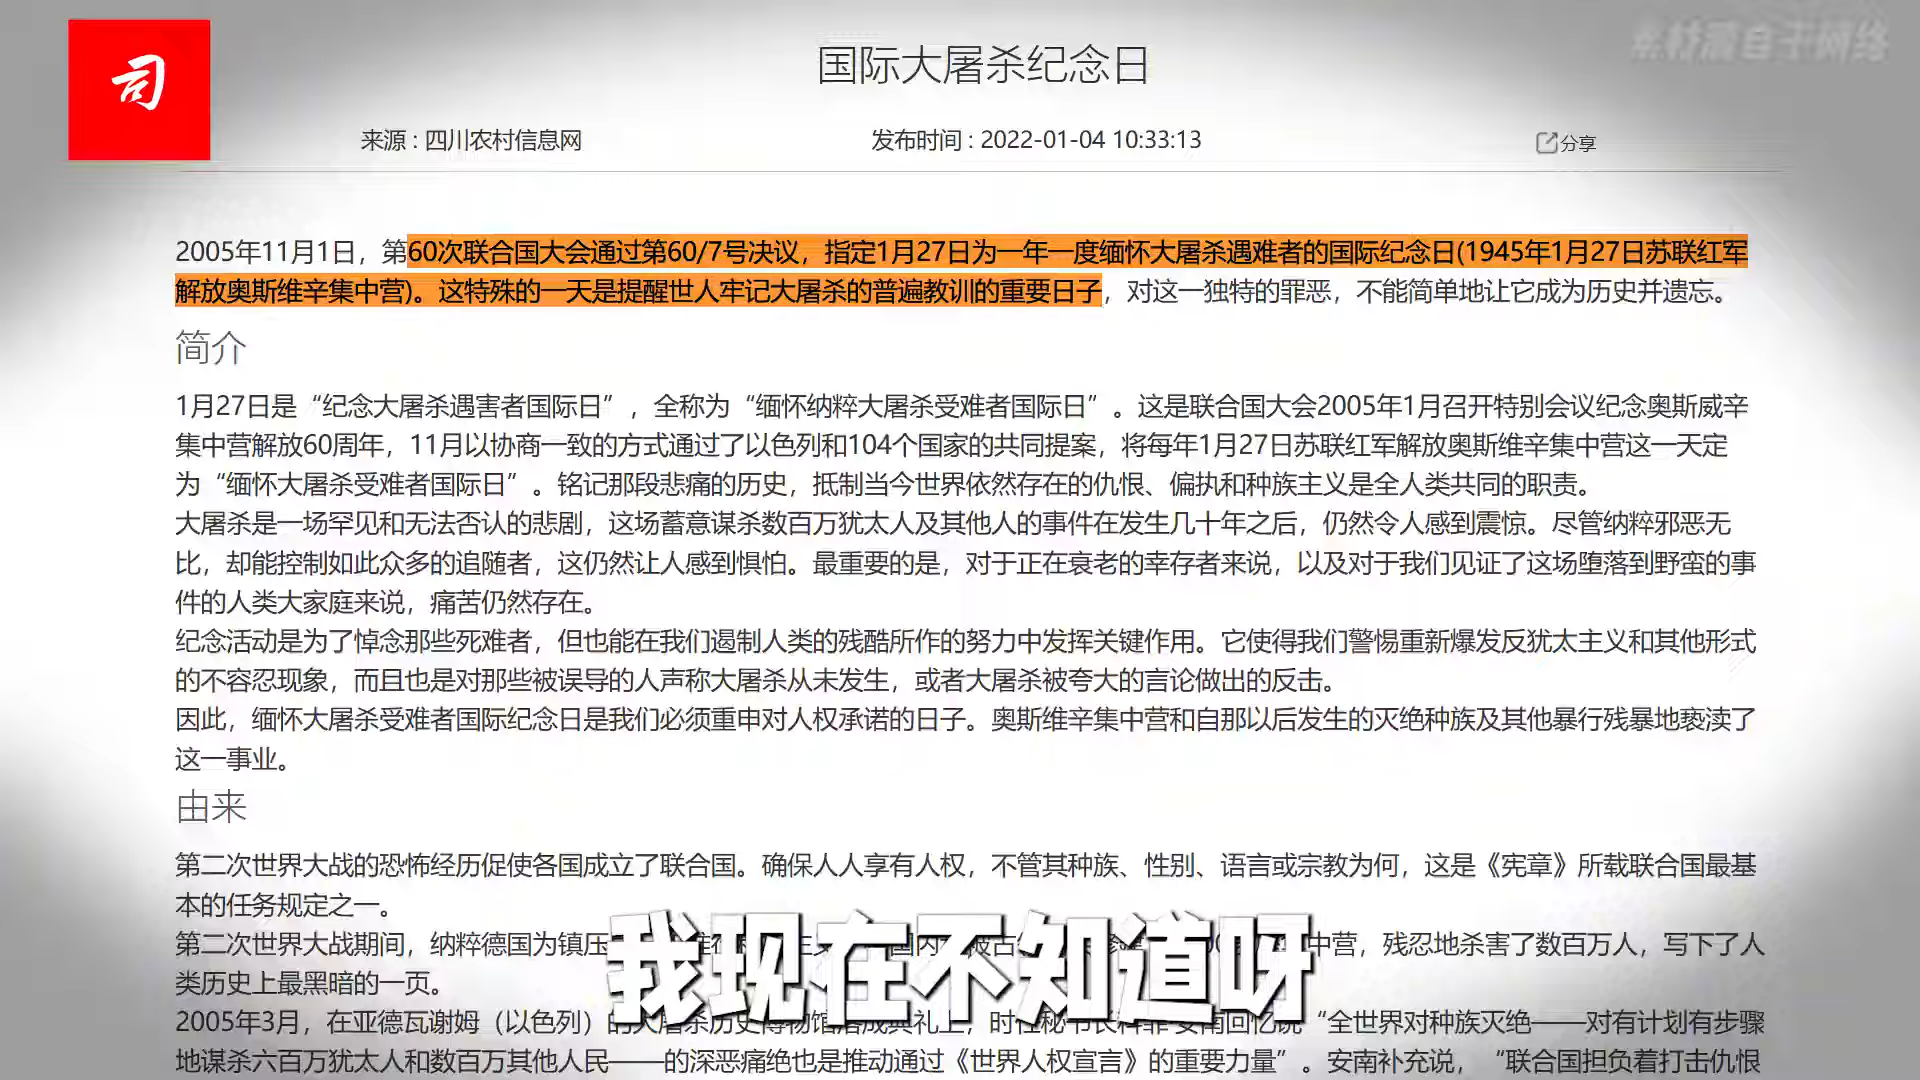 司
素材源自于网络
国际大屠杀纪念日
来源 : 四川农村信息网
发布时间 : 2022-01-04 10:33:13
分享
2005年11月1日，第60次联合国大会通过第60/7号决议，指定1月27日为一年一度缅怀大屠杀遇难者的国际纪念日(1945年1月27日苏联红军
解放奥斯维辛集中营)。这特殊的一天是提醒世人牢记大屠杀的普遍教训的重要日子，对这一独特的罪恶，不能简单地让它成为历史并遗忘。
简介
1月27日是“纪念大屠杀遇害者国际日”，全称为“缅怀纳粹大屠杀受难者国际日”。这是联合国大会2005年1月召开特别会议纪念奥斯威辛
集中营解放60周年，11月以协商一致的方式通过了以色列和104个国家的共同提案，将每年1月27日苏联红军解放奥斯维辛集中营这一天定
为“缅怀大屠杀受难者国际日”。铭记那段悲痛的历史，抵制当今世界依然存在的仇恨、偏执和种族主义是全人类共同的职责。
大屠杀是一场罕见和无法否认的悲剧，这场蓄意谋杀数百万犹太人及其他人的事件在发生几十年之后，仍然令人感到震惊。尽管纳粹邪恶无
比，却能控制如此众多的追随者，这仍然让人感到惧怕。最重要的是，对于正在衰老的幸存者来说，以及对于我们见证了这场堕落到野蛮的事
件的人类大家庭来说，痛苦仍然存在。
纪念活动是为了悼念那些死难者，但也能在我们遏制人类的残酷所作的努力中发挥关键作用。它使得我们警惕重新爆发反犹太主义和其他形式
的不容忍现象，而且也是对那些被误导的人声称大屠杀从未发生，或者大屠杀被夸大的言论做出的反击。
因此，缅怀大屠杀受难者国际纪念日是我们必须重申对人权承诺的日子。奥斯维辛集中营和自那以后发生的灭绝种族及其他暴行残暴地亵渎了
这一事业。
由来
第二次世界大战的恐怖经历促使各国成立了联合国。确保人人享有人权，不管其种族、性别、语言或宗教为何，这是《宪章》所载联合国最基
本的任务规定之一。
第二次世界大战期间，纳粹德国为镇压 中营，残忍地杀害了数百万人，写下了人
类历史上最黑暗的一页。
2005年3月，在亚德瓦谢姆（以色列）的大屠杀历史博物馆落成典礼上，时任秘书长科菲·安南回忆说“全世界对种族灭绝——对有计划有步骤
地谋杀六百万犹太人和数百万其他人民——的深恶痛绝也是推动通过《世界人权宣言》的重要力量”。安南补充说，“联合国担负着打击仇恨
我现在不知道呀